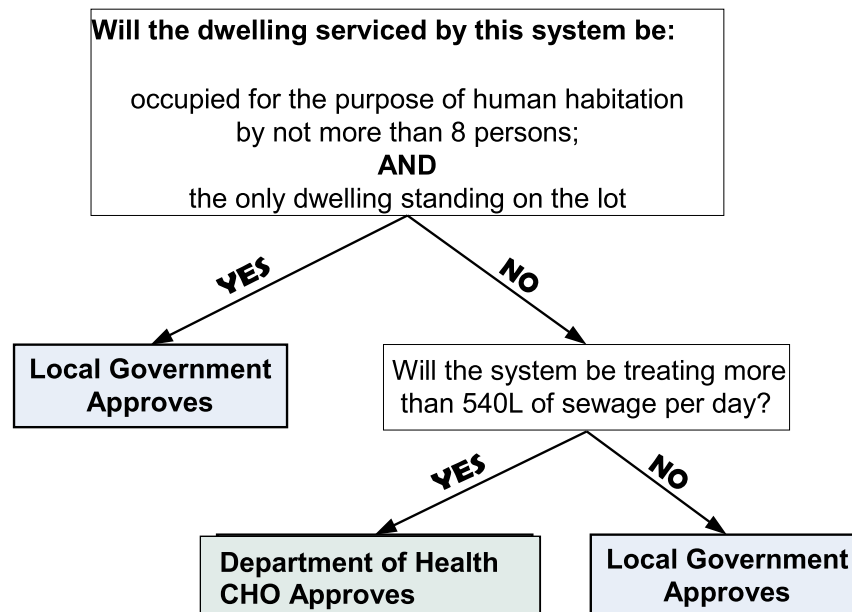 Will the dwelling serviced by this system be:
occupied for the purpose of human habitation
by not more than 8 persons;
AND
the only dwelling standing on the lot
YES
NO
Local Government
Approves
Will the system be treating more
than 540L of sewage per day?
YES
NO
Department of Health
CHO Approves
Local Government
Approves